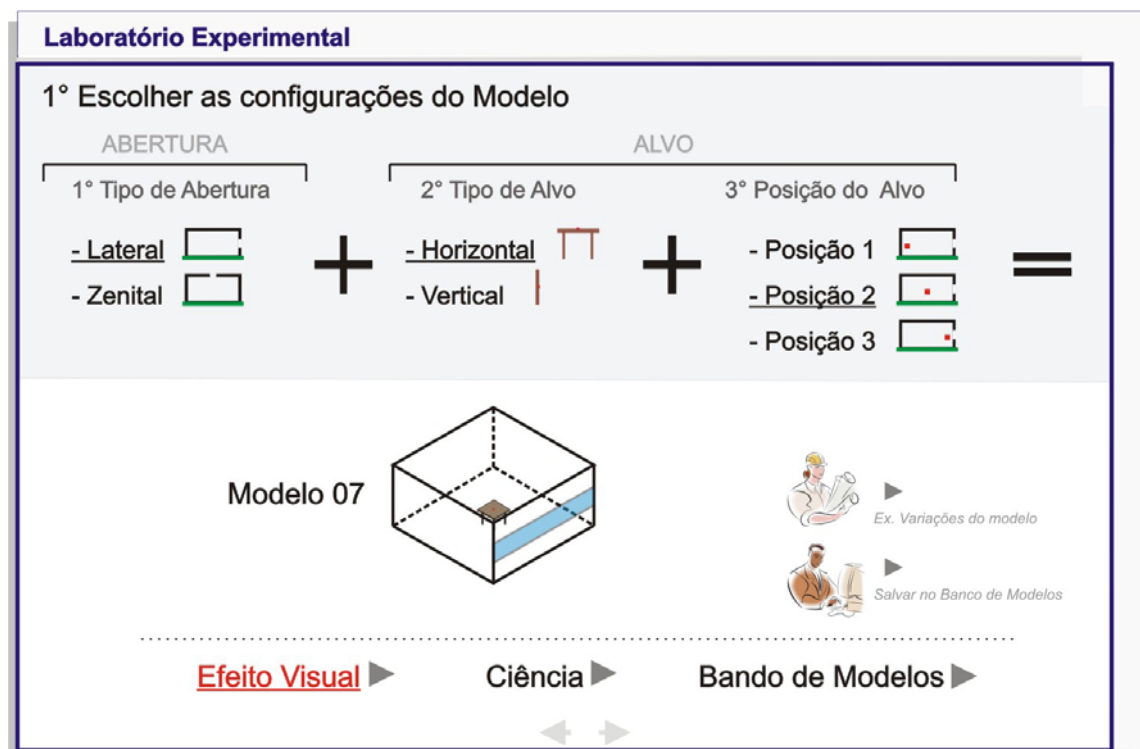 Laboratório Experimental
1° Escolher as configurações do Modelo
ABERTURA
ALVO
1° Tipo de Abertura
2° Tipo de Alvo
3° Posição do Alvo
- Lateral
- Horizontal
- Posição 1
- Zenital
- Vertical
- Posição 2
- Posição 3
+
+
=
Modelo 07
Ex. Variações do modelo
Salvar no Banco de Modelos
Efeito Visual
Ciência
Bando de Modelos